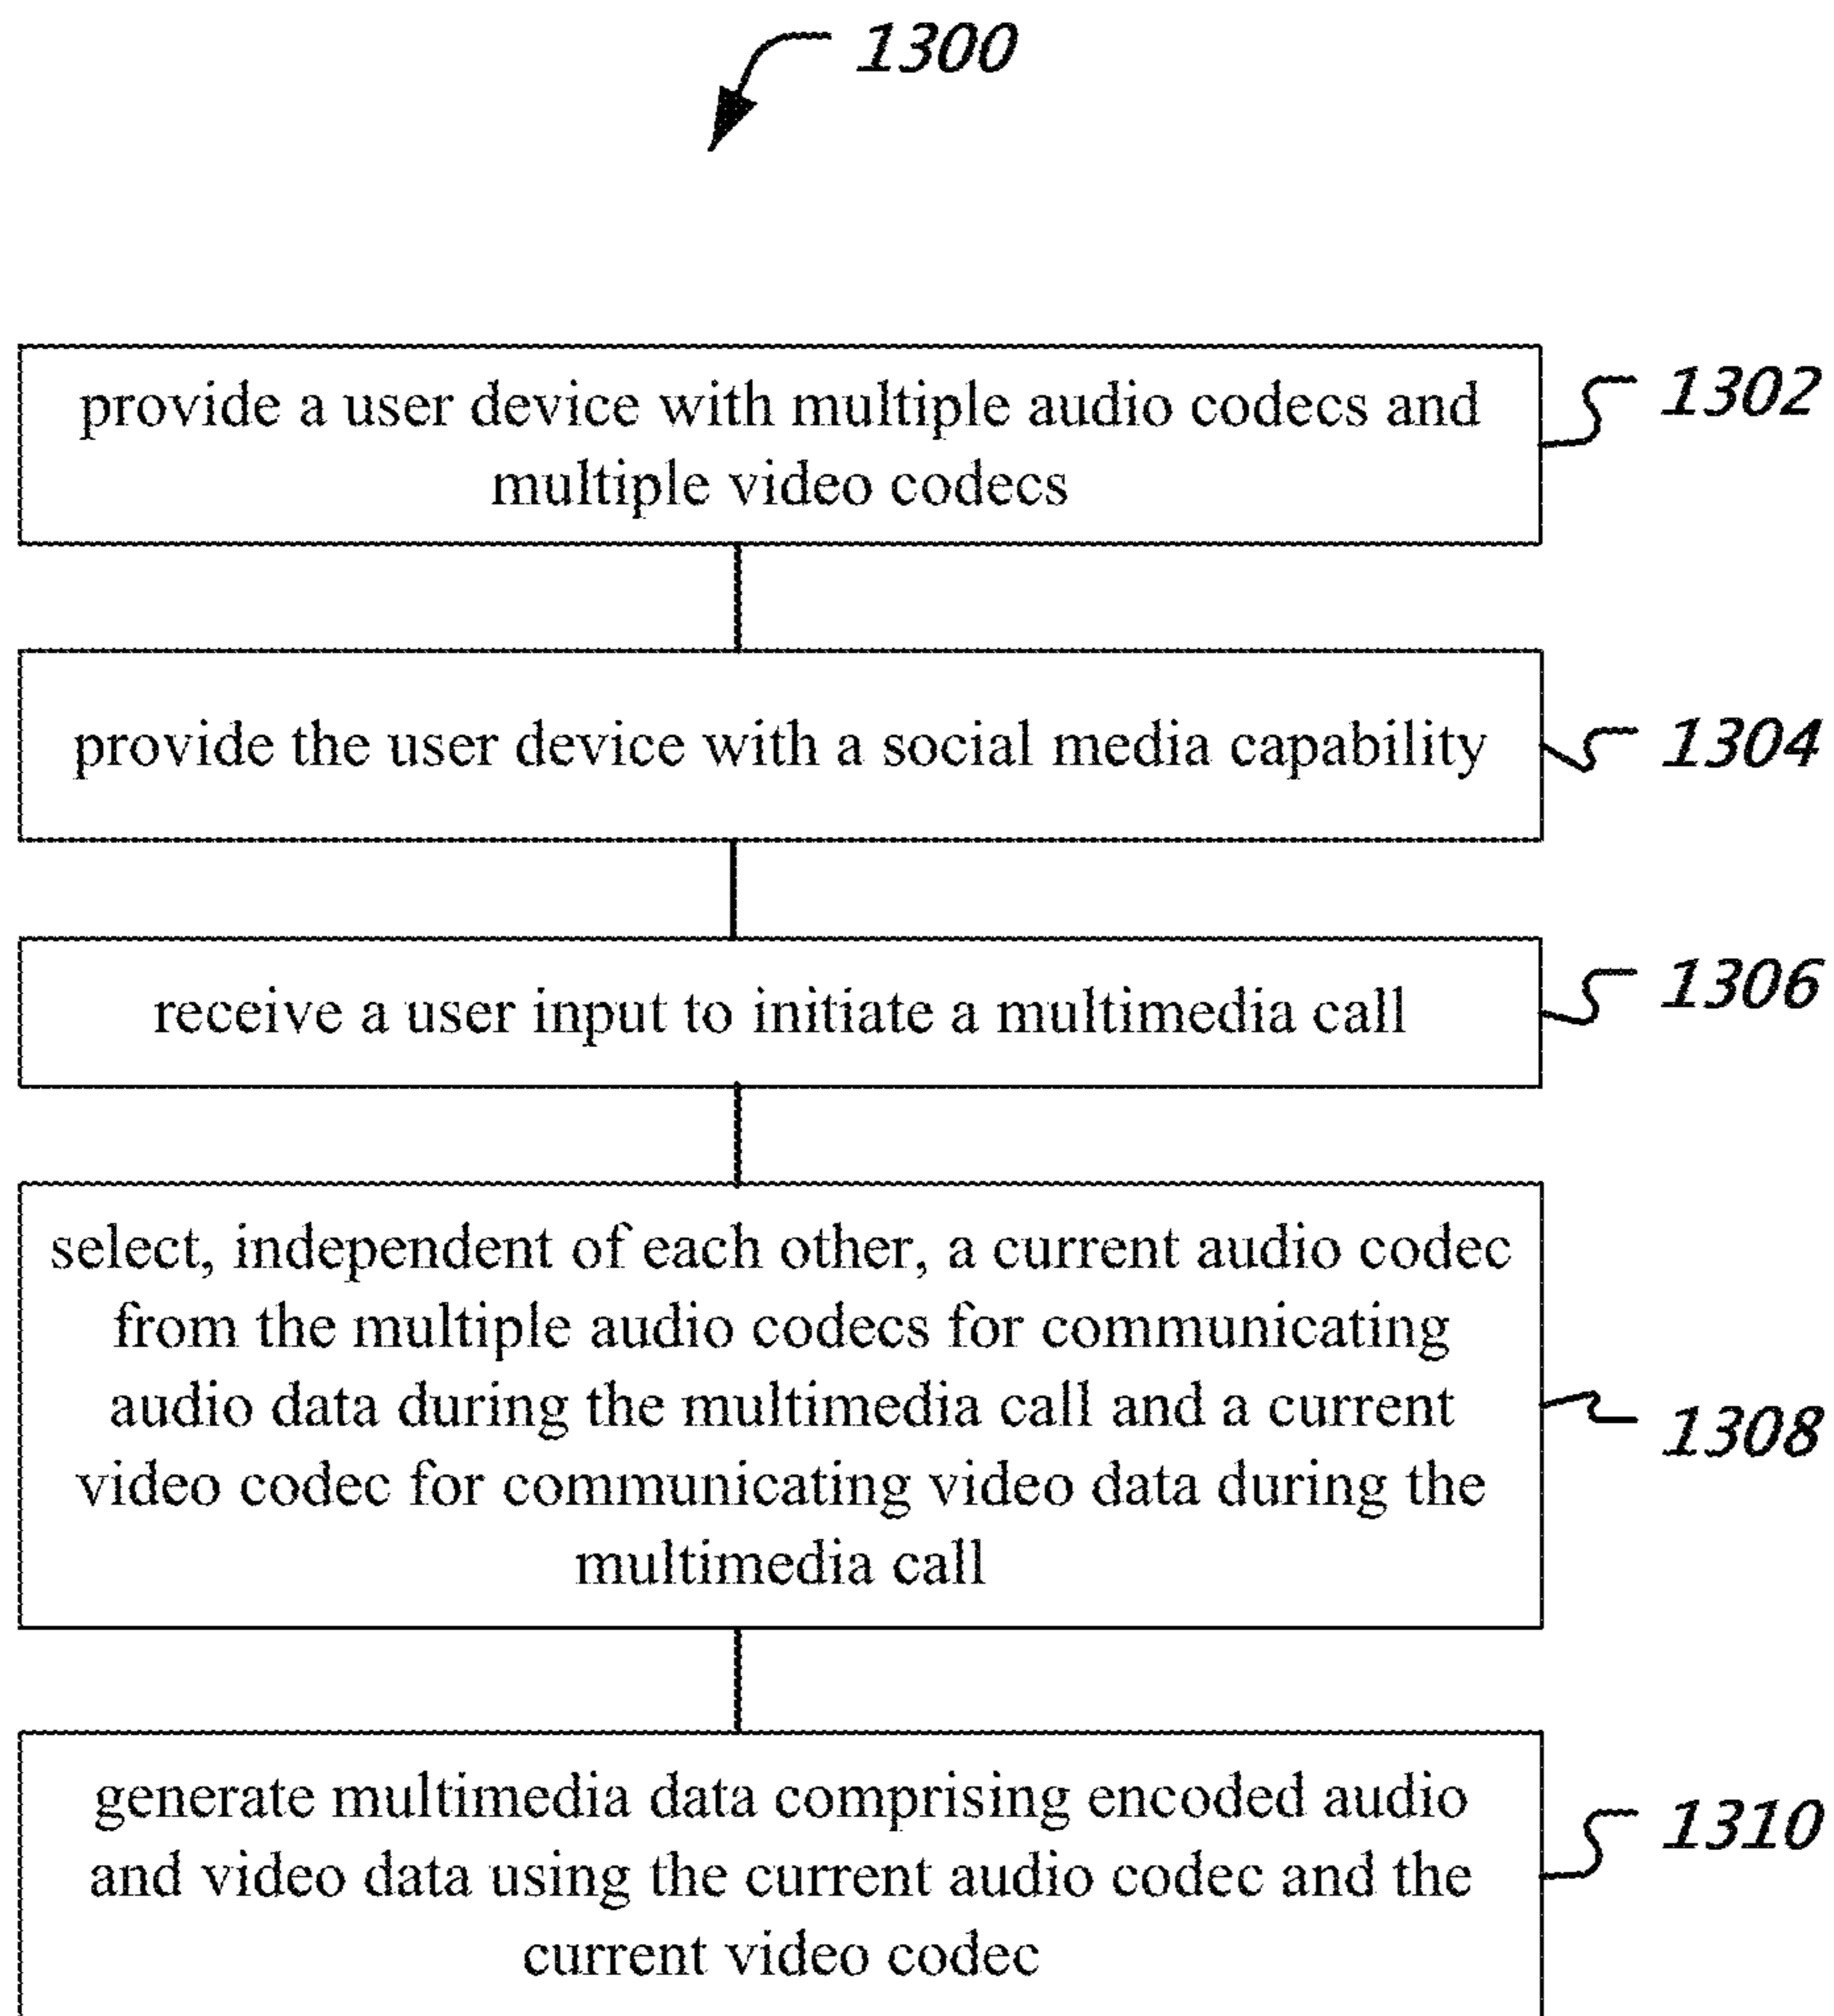 1300
provide a user device with multiple audio codecs and
multiple video codecs
1302
provide the user device with a social media capability
1304
receive a user input to initiate a multimedia call
1306
select, independent of each other, a current audio codec
from the multiple audio codecs for communicating
audio data during the multimedia call and a current
video codec for communicating video data during the
multimedia call
1308
generate multimedia data comprising encoded audio
and video data using the current audio codec and the
current video codec
1310